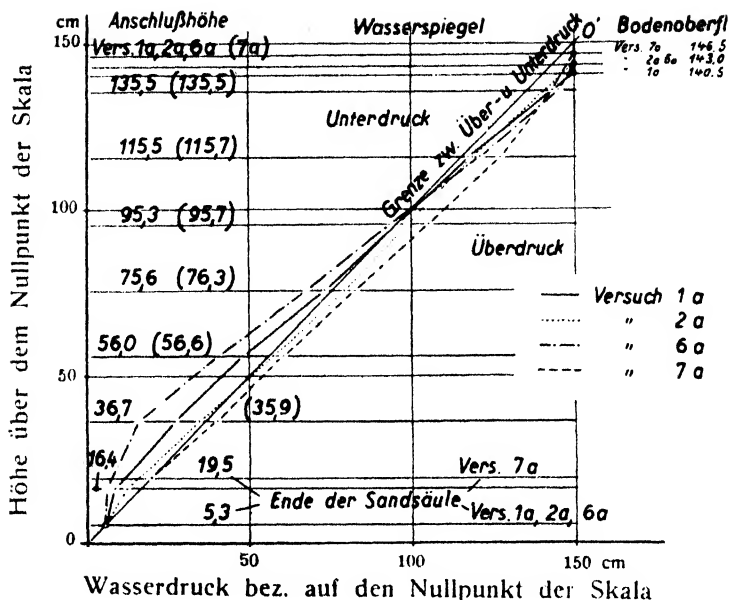 cm Anschlußhöhe Wasserspiegel O' Bodenoberfl
150 Vers. 1a, 2a, 6a (7a) Vers. 7a 146,5
" 2a 6a 143,0
" 1a 140,5
135,5 (135,5)
Unterdruck
115,5 (115,7)
Grenze zw. Über- u. Unterdruck
100
95,3 (95,7)
Überdruck
75,6 (76,3)
Versuch 1a
" 2a
" 6a
" 7a
56,0 (56,6)
50
36,7 (35,9)
16,4
19,5 Vers. 7a
Ende der Sandsäule
5,3 Vers. 1a, 2a, 6a
0
50 100 150 cm
Höhe über dem Nullpunkt der Skala
Wasserdruck bez. auf den Nullpunkt der Skala